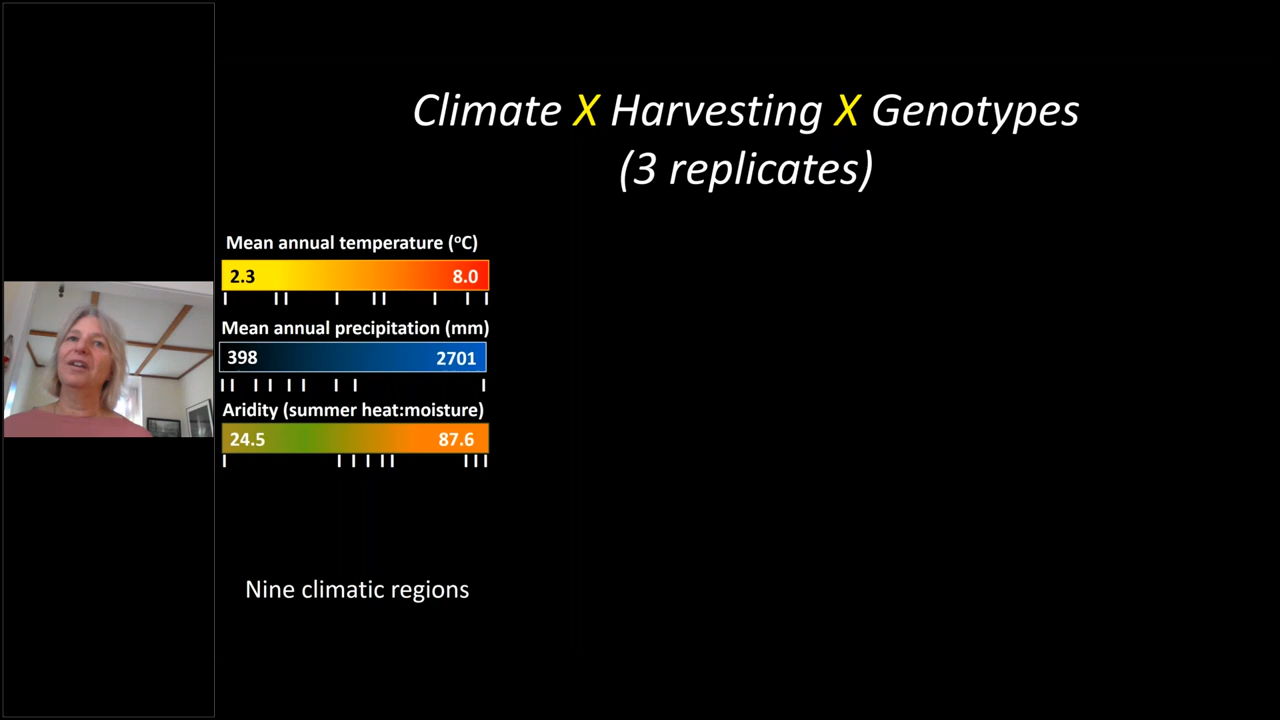 Climate X Harvesting X Genotypes
(3 replicates)
Mean annual temperature (ºC)
2.3 8.0
Mean annual precipitation (mm)
398 2701
Aridity (summer heat:moisture)
24.5 87.6
Nine climatic regions